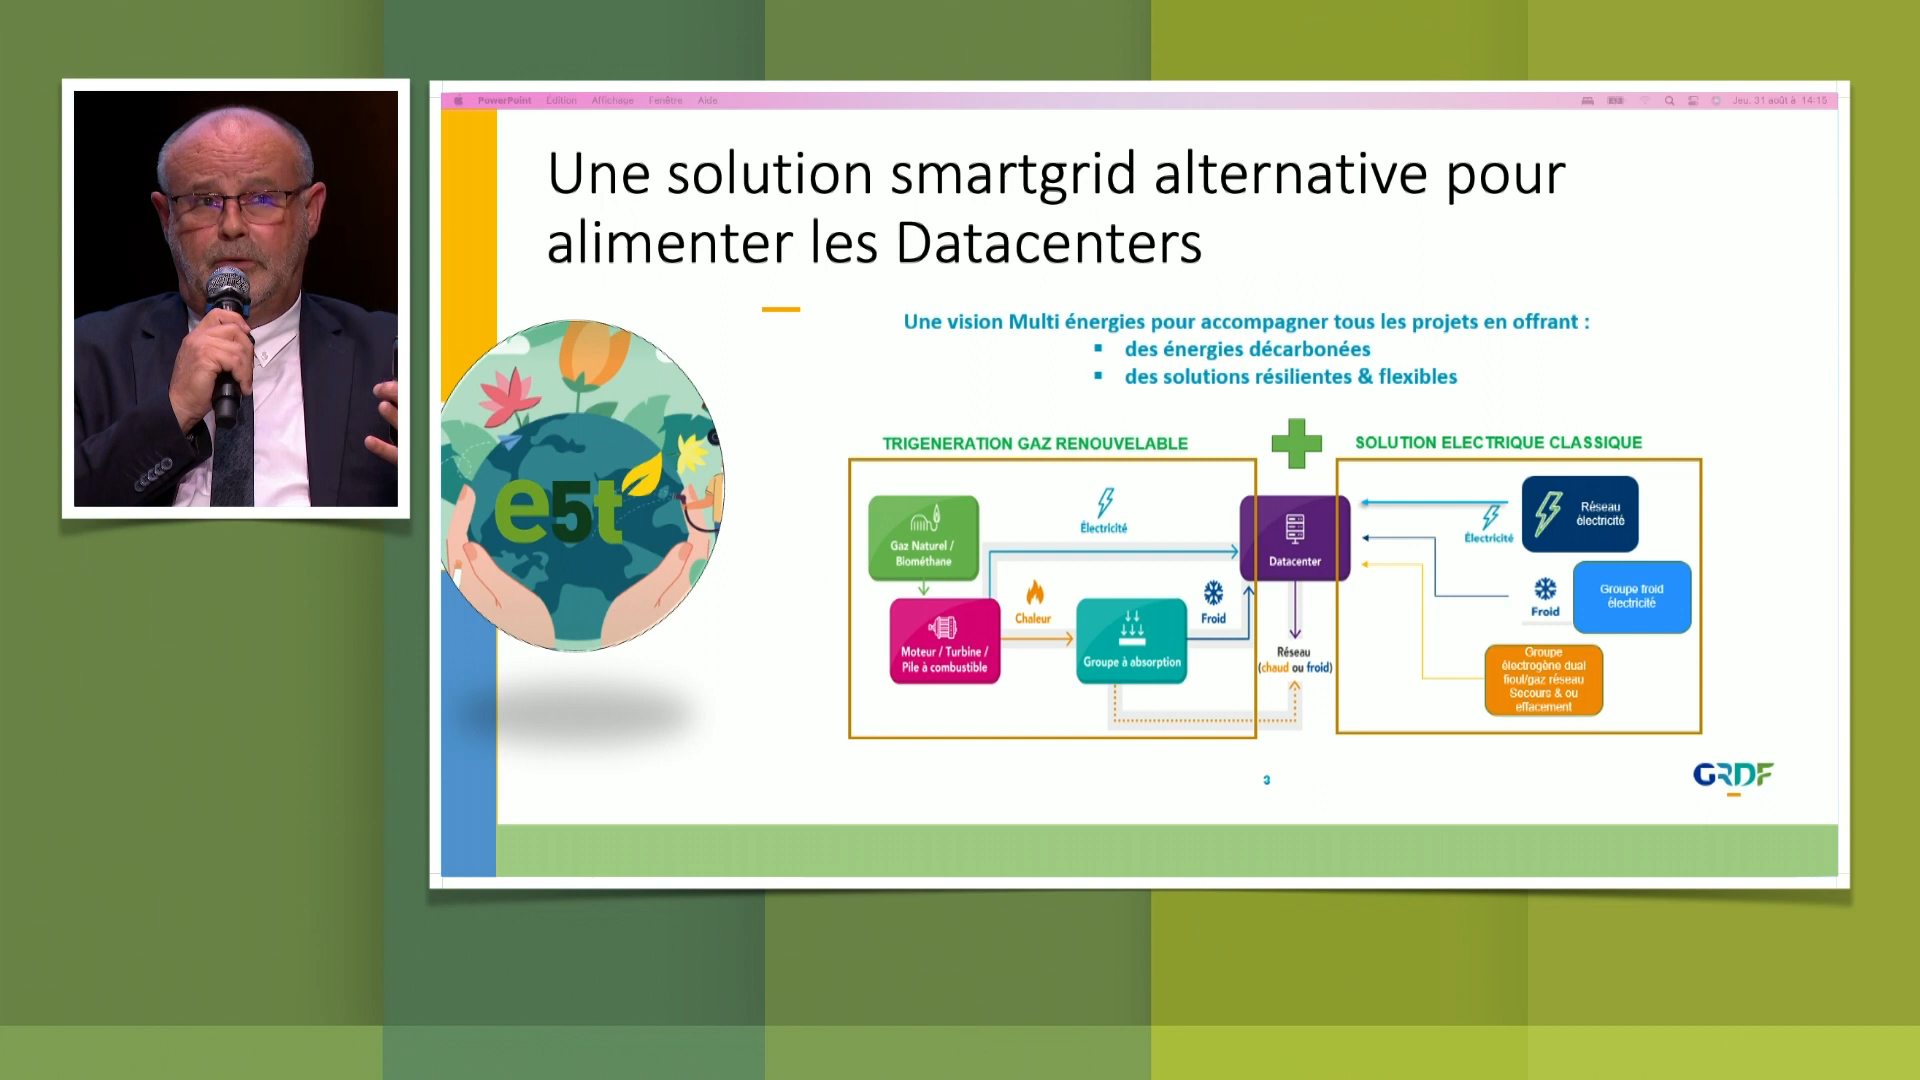 PowerPoint Édition Affichage Fenêtre Aide
Jeu. 31 août à 14:15
Une solution smartgrid alternative pour
alimenter les Datacenters
Une vision Multi énergies pour accompagner tous les projets en offrant :
▪ des énergies décarbonées
▪ des solutions résilientes & flexibles
e5t
TRIGENERATION GAZ RENOUVELABLE
SOLUTION ELECTRIQUE CLASSIQUE
Gaz Naturel /
Biométhane
Électricité
Datacenter
Électricité
Réseau
électricité
Moteur / Turbine /
Pile à combustible
Chaleur
Groupe à absorption
Froid
Réseau
(chaud ou froid)
Froid
Groupe froid
électricité
Groupe
électrogène dual
fioul/gaz réseau
Secours & ou
effacement
3
GRDF